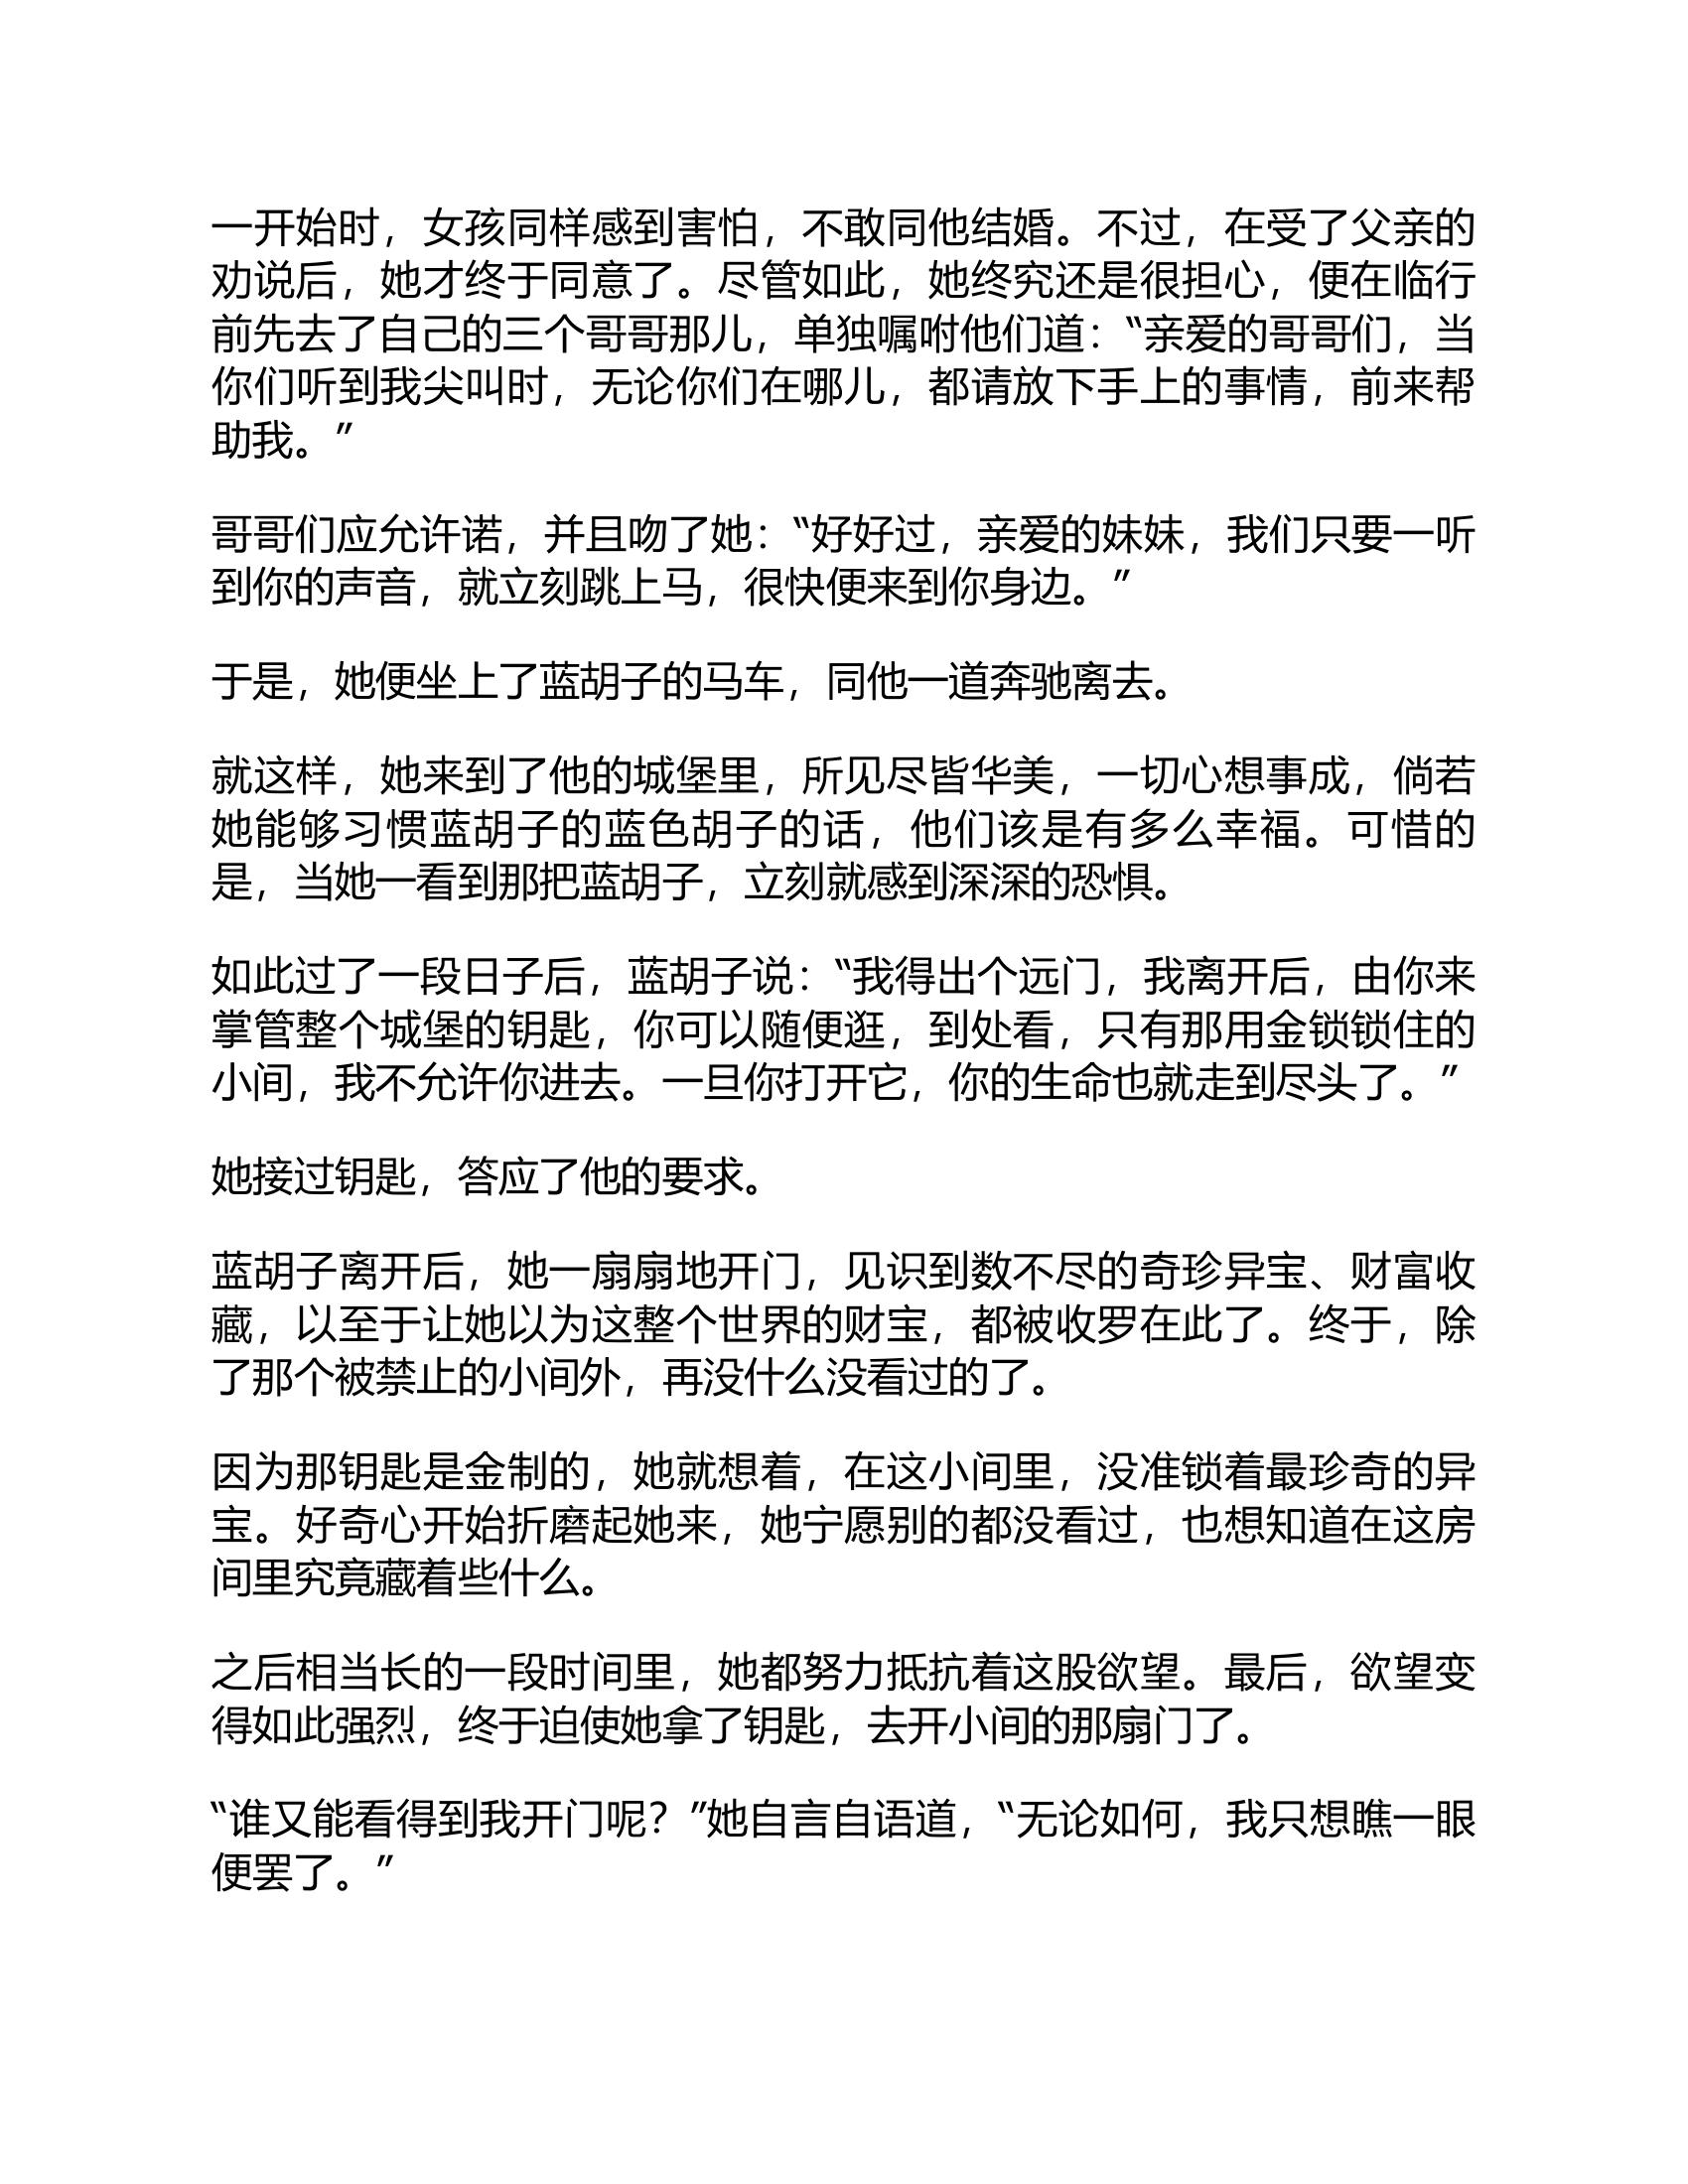 一开始时，女孩同样感到害怕，不敢同他结婚。不过，在受了父亲的
劝说后，她才终于同意了。尽管如此，她终究还是很担心，便在临行
前先去了自己的三个哥哥那儿，单独嘱咐他们道：“亲爱的哥哥们，当
你们听到我尖叫时，无论你们在哪儿，都请放下手上的事情，前来帮
助我。”
哥哥们应允许诺，并且吻了她：“好好过，亲爱的妹妹，我们只要一听
到你的声音，就立刻跳上马，很快便来到你身边。”
于是，她便坐上了蓝胡子的马车，同他一道奔驰离去。
就这样，她来到了他的城堡里，所见尽皆华美，一切心想事成，倘若
她能够习惯蓝胡子的蓝色胡子的话，他们该是有多么幸福。可惜的
是，当她一看到那把蓝胡子，立刻就感到深深的恐惧。
如此过了一段日子后，蓝胡子说：“我得出个远门，我离开后，由你来
掌管整个城堡的钥匙，你可以随便逛，到处看，只有那用金锁锁住的
小间，我不允许你进去。一旦你打开它，你的生命也就走到尽头了。”
她接过钥匙，答应了他的要求。
蓝胡子离开后，她一扇扇地开门，见识到数不尽的奇珍异宝、财富收
藏，以至于让她以为这整个世界的财宝，都被收罗在此了。终于，除
了那个被禁止的小间外，再没什么没看过的了。
因为那钥匙是金制的，她就想着，在这小间里，没准锁着最珍奇的异
宝。好奇心开始折磨起她来，她宁愿别的都没看过，也想知道在这房
间里究竟藏着些什么。
之后相当长的一段时间里，她都努力抵抗着这股欲望。最后，欲望变
得如此强烈，终于迫使她拿了钥匙，去开小间的那扇门了。
“谁又能看得到我开门呢？”她自言自语道，“无论如何，我只想瞧一眼
便罢了。”